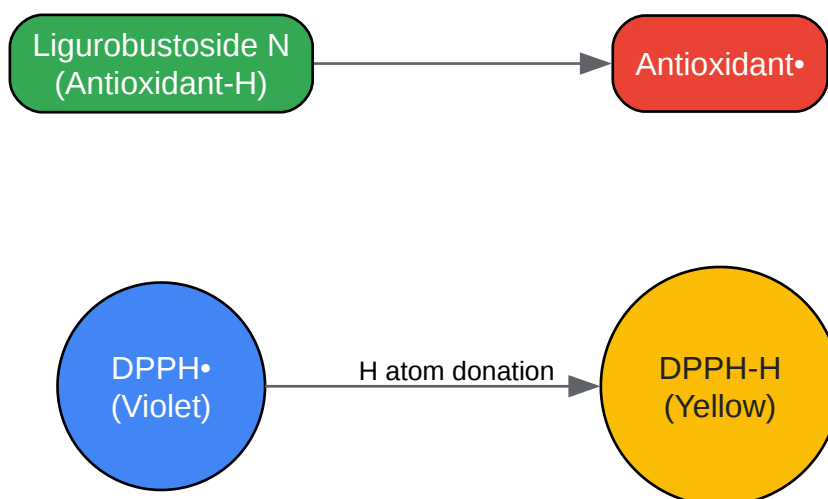 Ligurobustoside N
(Antioxidant-H)
Antioxidant•
DPPH•
(Violet)
H atom donation
DPPH-H
(Yellow)